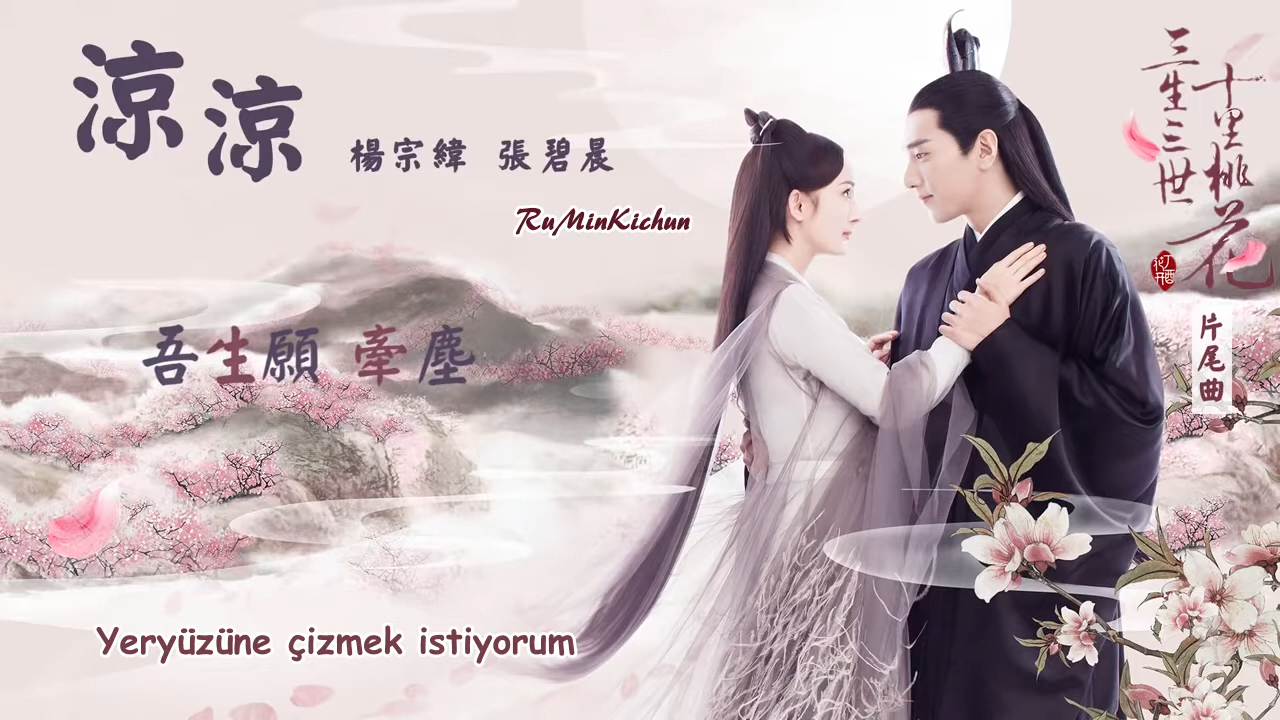 涼涼
楊宗緯 張碧晨
RuMinKichun
三生三世
十里桃花
片尾曲
吾生願 牽塵
Yeryüzüne çizmek istiyorum